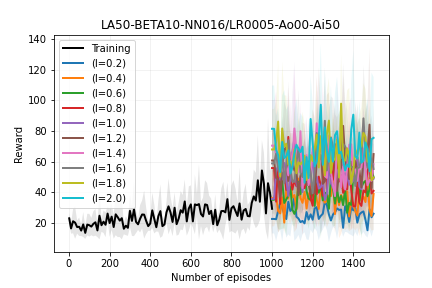 LA50-BETA10-NN016/LR0005-Ao00-Ai50
140
120
100
80
60
40
20
Reward
Training
(l=0.2)
(l=0.4)
(l=0.6)
(l=0.8)
(l=1.0)
(l=1.2)
(l=1.4)
(l=1.6)
(l=1.8)
(l=2.0)
0 200 400 600 800 1000 1200 1400
Number of episodes